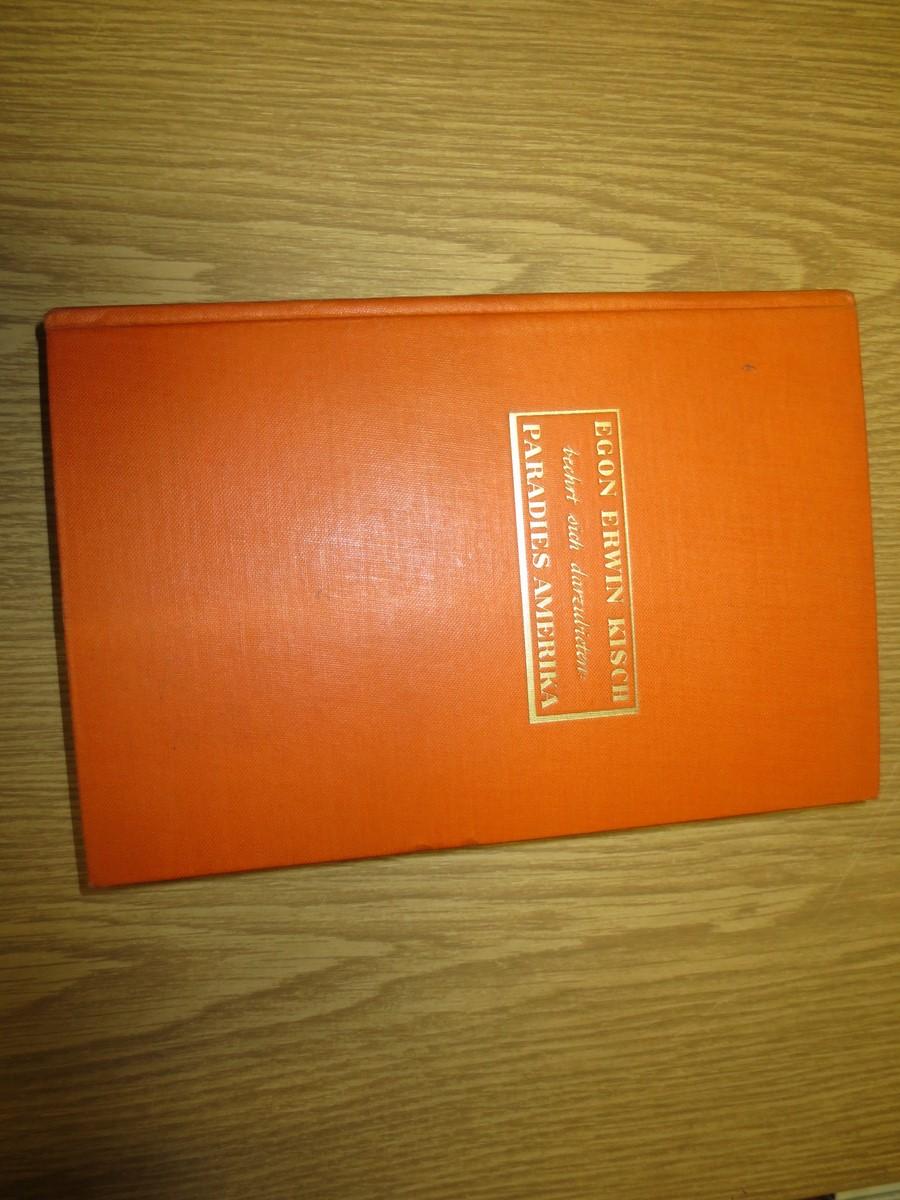 EGON ERWIN KISCH
beehrt sich darzubieten:
PARADIES AMERIKA